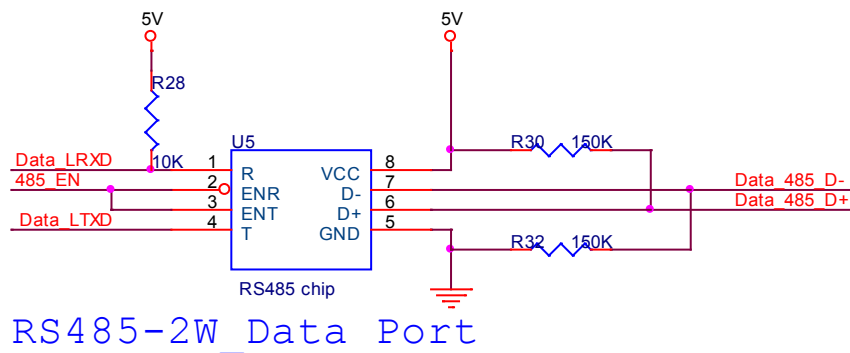 5V
5V
R28
10K
U5
R30 150K
Data_LRXD
1
R
VCC
8
485_EN
2
ENR
D-
7
Data_485_D-
3
ENT
D+
6
Data_485_D+
Data_LTXD
4
T
GND
5
R32 150K
RS485 chip
RS485-2W_Data Port